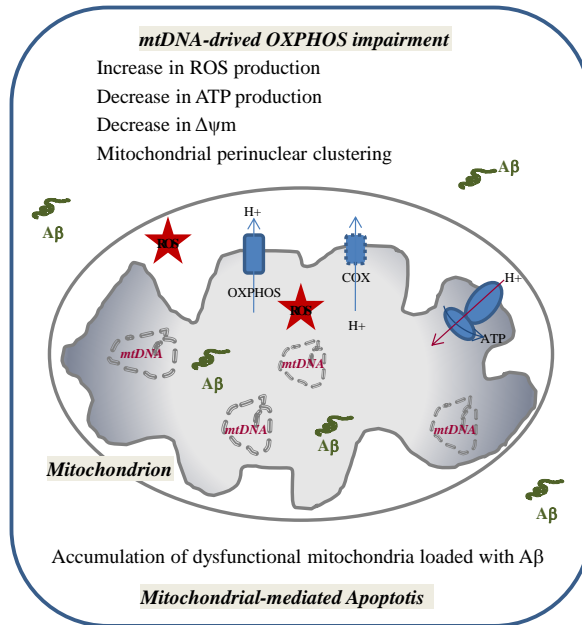 mtDNA-drived OXPHOS impairment
Increase in ROS production
Decrease in ATP production
Decrease in Δψm
Mitochondrial perinuclear clustering
Aβ
Aβ
ROS
H+
H+
OXPHOS
COX
ROS
H+
ATP
mtDNA
mtDNA
Aβ
mtDNA
Aβ
mtDNA
Mitochondrion
Aβ
Accumulation of dysfunctional mitochondria loaded with Aβ
Mitochondrial-mediated Apoptotis